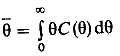 θ̄ = ∫₀^∞ θC (θ) dθ